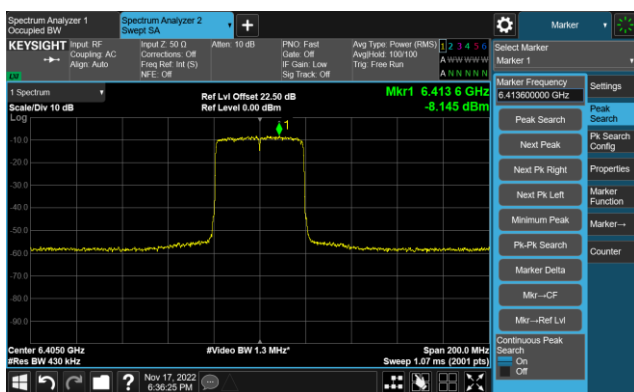 Spectrum Analyzer 1
Occupied BW
Spectrum Analyzer 2
Swept SA
+
Marker
KEYSIGHT
Input: RF
Coupling: AC
Align: Auto
Input Z: 50 Ω
Corrections: Off
Freq Ref: Int (S)
NFE: Off
Atten: 10 dB
PNO: Fast
Gate: Off
IF Gain: Low
Sig Track: Off
Avg Type: Power (RMS)
Avg|Hold: 100/100
Trig: Free Run
1 2 3 4 5 6
A W W W W W
A N N N N N
LXI
Select Marker
Marker 1
1 Spectrum
Scale/Div 10 dB
Log
Ref Lvl Offset 22.50 dB
Ref Level 0.00 dBm
Mkr1 6.413 6 GHz
-8.145 dBm
1
-10.0
-20.0
-30.0
-40.0
-50.0
-60.0
-70.0
-80.0
-90.0
Center 6.4050 GHz
#Res BW 430 kHz
#Video BW 1.3 MHz*
Span 200.0 MHz
Sweep 1.07 ms (2001 pts)
Marker Frequency
6.413600000 GHz
Peak Search
Next Peak
Next Pk Right
Next Pk Left
Minimum Peak
Pk-Pk Search
Marker Delta
Mkr→CF
Mkr→Ref Lvl
Continuous Peak
Search
On
Off
Settings
Peak
Search
Pk Search
Config
Properties
Marker
Function
Marker→
Counter
?
Nov 17, 2022
6:36:25 PM